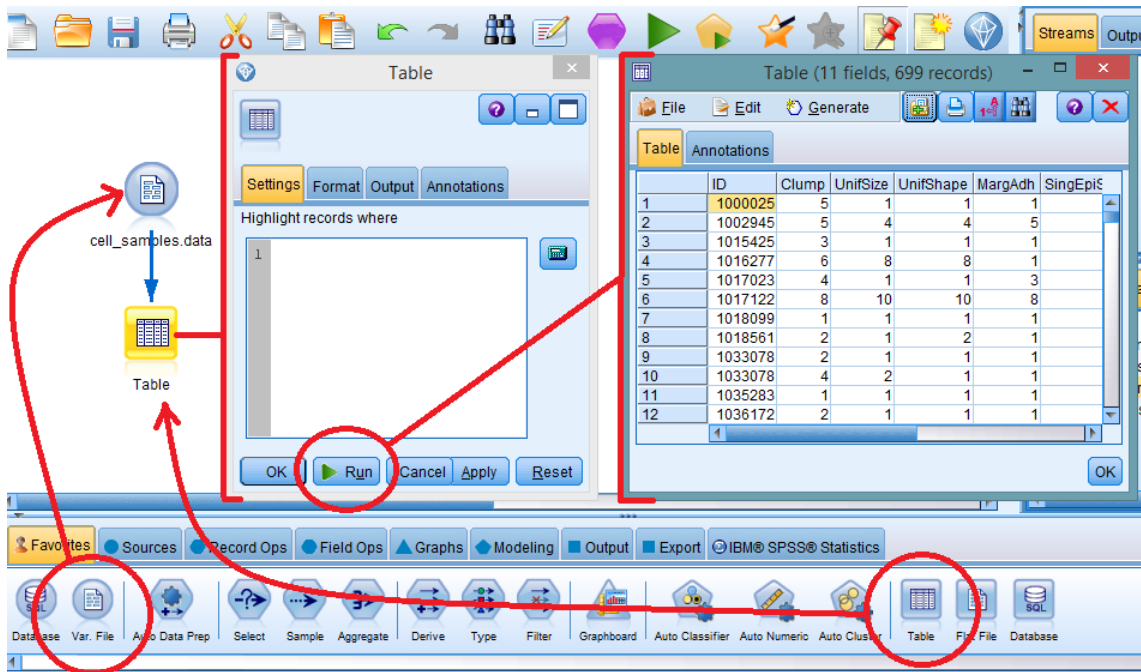 Streams Outpu
Table
Table (11 fields, 699 records)
File Edit Generate
Table Annotations
Settings Format Output Annotations
Highlight records where
1
ID Clump UnifSize UnifShape MargAdh SingEpiS
1 1000025 5 1 1 1
2 1002945 5 4 4 5
3 1015425 3 1 1 1
4 1016277 6 8 8 1
5 1017023 4 1 1 3
6 1017122 8 10 10 8
7 1018099 1 1 1 1
8 1018561 2 1 2 1
9 1033078 2 1 1 1
10 1033078 4 2 1 1
11 1035283 1 1 1 1
12 1036172 2 1 1 1
cell_samples.data
Table
OK Run Cancel Apply Reset
OK
Favorites Sources Record Ops Field Ops Graphs Modeling Output Export IBM® SPSS® Statistics
SQL
SQL
Database Var. File Auto Data Prep Select Sample Aggregate Derive Type Filter Graphboard Auto Classifier Auto Numeric Auto Cluster Table Flat File Database